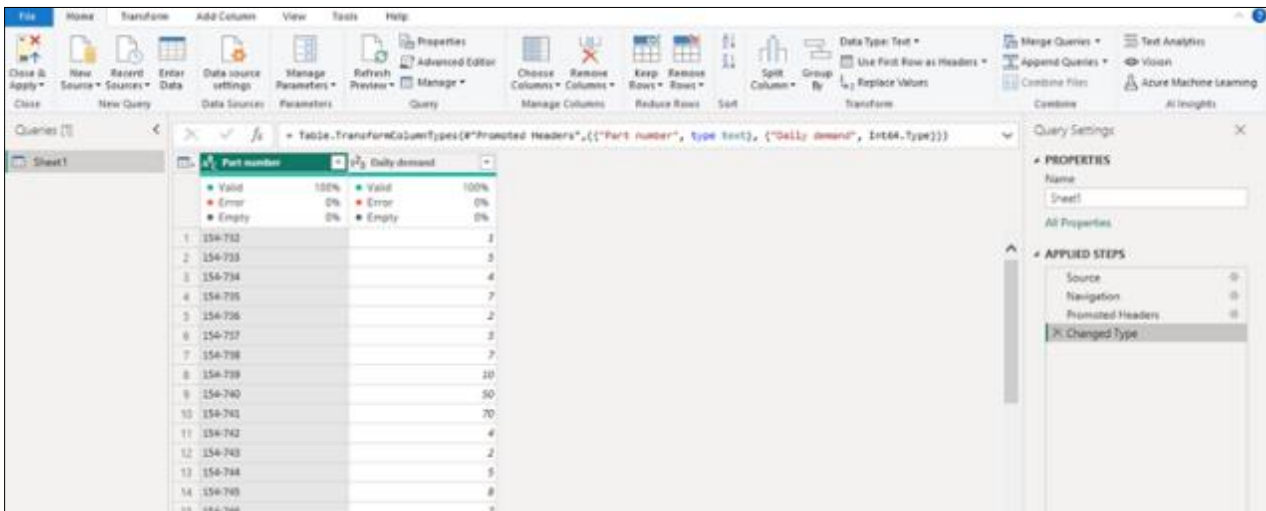 File Home Transform Add Column View Tools Help
Close & Apply New Source Recent Sources Enter Data Data source settings Manage Parameters Refresh Preview Properties Advanced Editor Manage Choose Columns Remove Columns Keep Rows Remove Rows Split Column Group By Data Type: Text Use First Row as Headers Replace Values Merge Queries Append Queries Combine Files Text Analytics Vision Azure Machine Learning
Close New Query Data Sources Parameters Query Manage Columns Reduce Rows Sort Transform Combine AI Insights
Queries [1] = Table.TransformColumnTypes(#"Promoted Headers",{{"Part number", type text}, {"Daily demand", Int64.Type}}) Query Settings
Sheet1 Part number Daily demand
Valid 100% Valid 100%
Error 0% Error 0%
Empty 0% Empty 0%
1 154-732
2 154-733
3 154-734 4
4 154-735 7
5 154-736 2
6 154-737
7 154-738 7
8 154-739 10
9 154-740 50
10 154-741 70
11 154-742 4
12 154-743 2
13 154-744 5
14 154-745 8
PROPERTIES
Name
Sheet1
All Properties
APPLIED STEPS
Source
Navigation
Promoted Headers
Changed Type